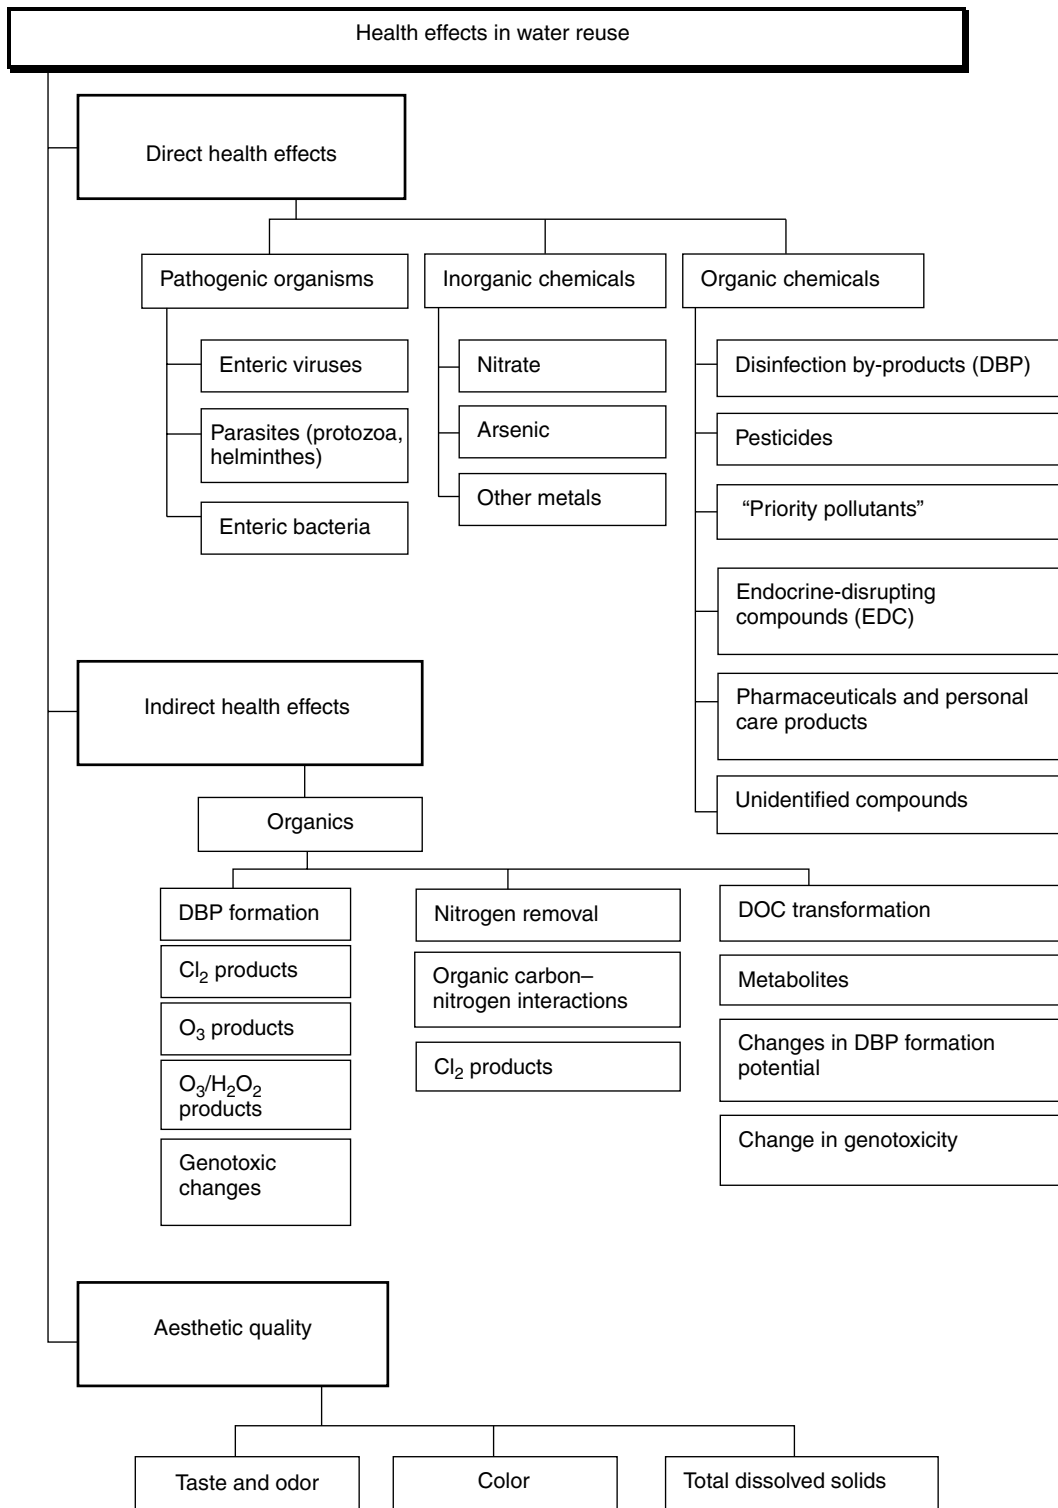 Health effects in water reuse
Direct health effects
Pathogenic organisms
Enteric viruses
Parasites (protozoa,
helminthes)
Enteric bacteria
Inorganic chemicals
Nitrate
Arsenic
Other metals
Organic chemicals
Disinfection by-products (DBP)
Pesticides
“Priority pollutants”
Endocrine-disrupting
compounds (EDC)
Pharmaceuticals and personal
care products
Unidentified compounds
Indirect health effects
Organics
DBP formation
Cl₂ products
O₃ products
O₃/H₂O₂
products
Genotoxic
changes
Nitrogen removal
Organic carbon–
nitrogen interactions
Cl₂ products
DOC transformation
Metabolites
Changes in DBP formation
potential
Change in genotoxicity
Aesthetic quality
Taste and odor
Color
Total dissolved solids